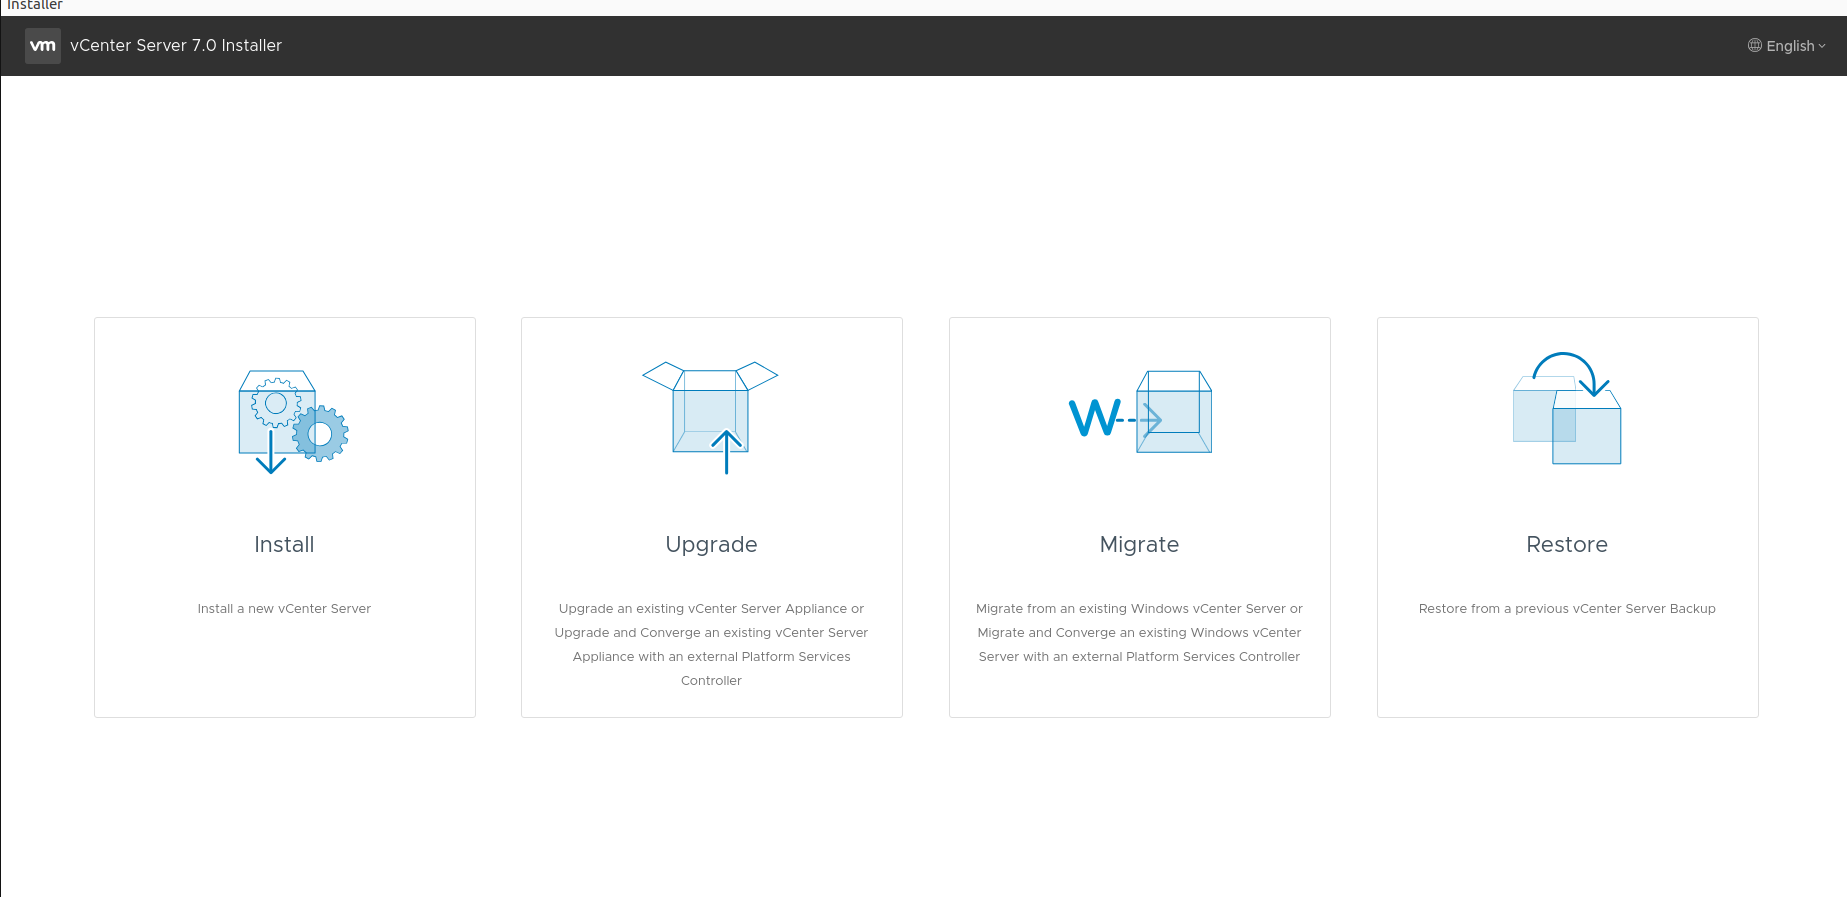 Installer
vm vCenter Server 7.0 Installer
English
W
Install
Install a new vCenter Server
Upgrade
Upgrade an existing vCenter Server Appliance or
Upgrade and Converge an existing vCenter Server
Appliance with an external Platform Services
Controller
Migrate
Migrate from an existing Windows vCenter Server or
Migrate and Converge an existing Windows vCenter
Server with an external Platform Services Controller
Restore
Restore from a previous vCenter Server Backup